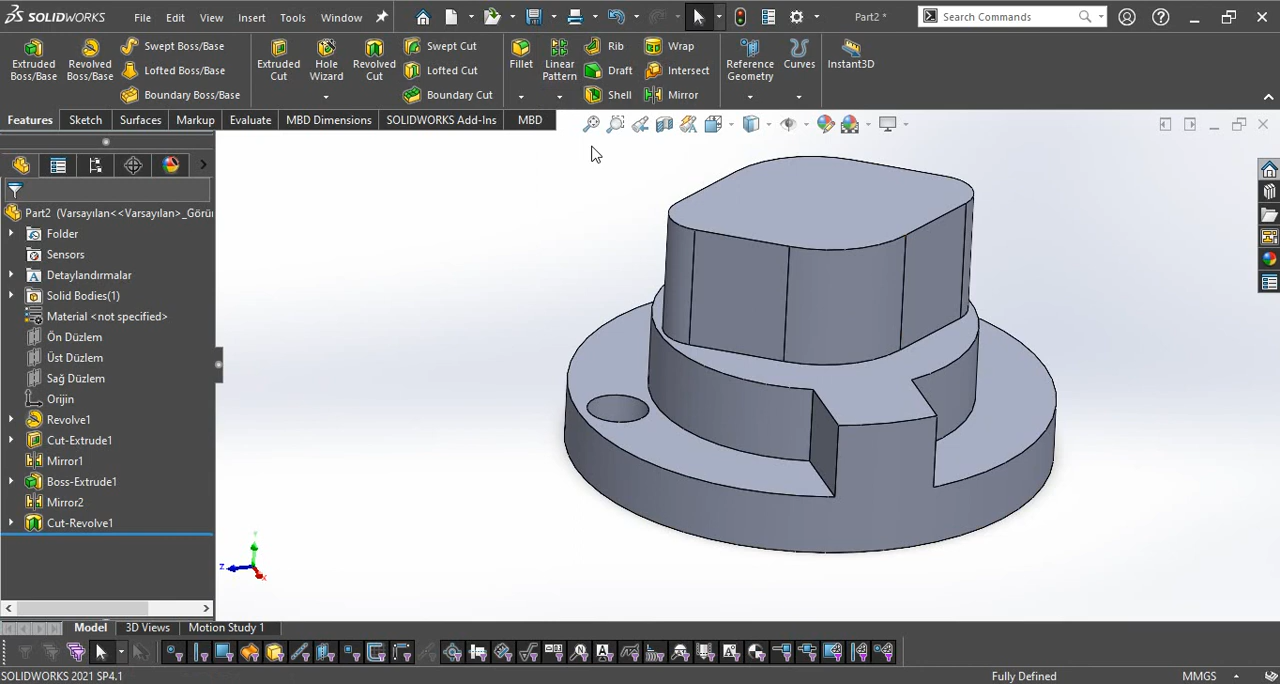 SOLIDWORKS File Edit View Insert Tools Window Part2 * Search Commands
Extruded Boss/Base
Revolved Boss/Base
Swept Boss/Base
Lofted Boss/Base
Boundary Boss/Base
Extruded Cut
Hole Wizard
Revolved Cut
Swept Cut
Lofted Cut
Boundary Cut
Fillet
Linear Pattern
Rib
Draft
Shell
Wrap
Intersect
Mirror
Reference Geometry
Curves
Instant3D
Features Sketch Surfaces Markup Evaluate MBD Dimensions SOLIDWORKS Add-Ins MBD
Part2 (Varsayılan<<Varsayılan>_Görü
Folder
Sensors
Detaylandırmalar
Solid Bodies(1)
Material <not specified>
Ön Düzlem
Üst Düzlem
Sağ Düzlem
Orijin
Revolve1
Cut-Extrude1
Mirror1
Boss-Extrude1
Mirror2
Cut-Revolve1
Y
Z
X
Model 3D Views Motion Study 1
SOLIDWORKS 2021 SP4.1 Fully Defined MMGS